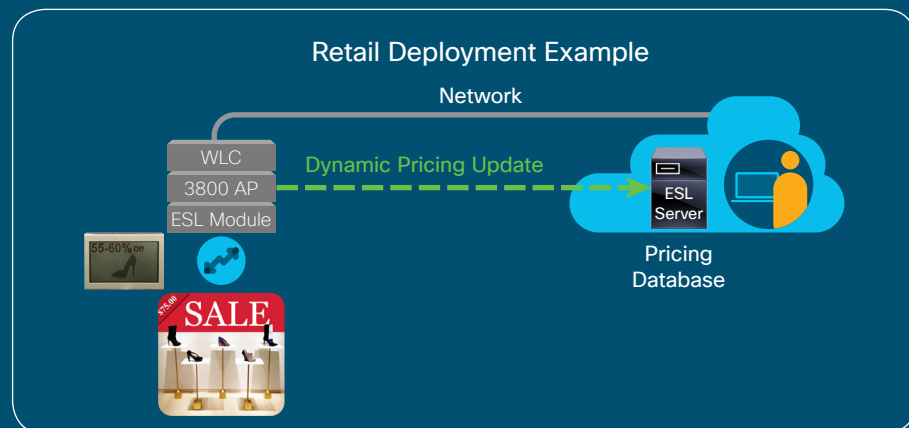 Retail Deployment Example
Network
WLC
3800 AP
ESL Module
Dynamic Pricing Update
ESL
Server
Pricing
Database
55-60% Off
$75.00
SALE